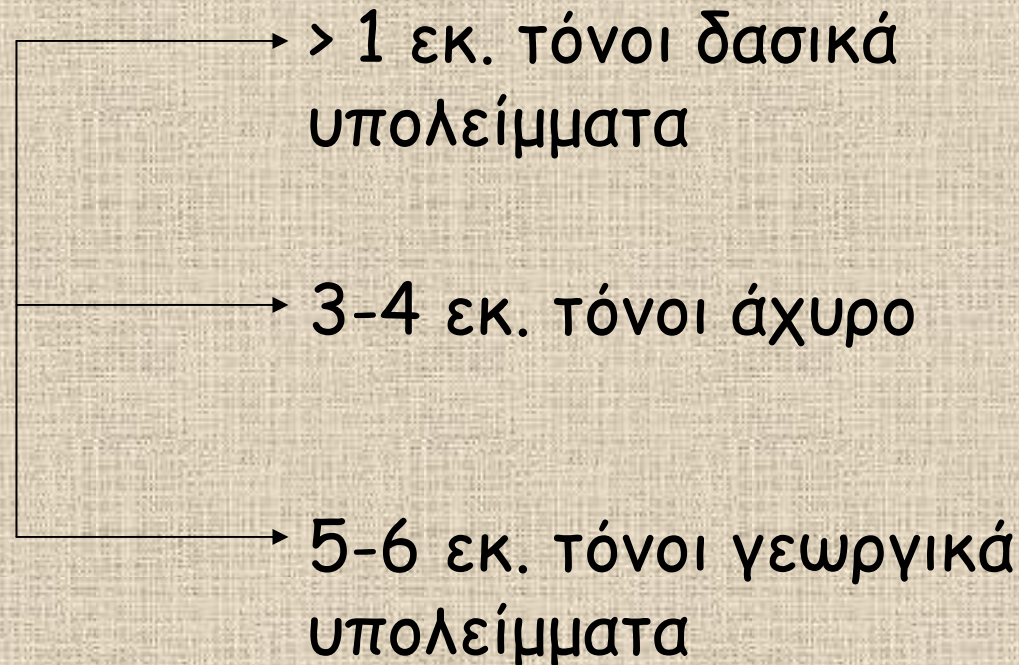 > 1 εκ. τόνοι δασικά
υπολείμματα
3-4 εκ. τόνοι άχυρο
5-6 εκ. τόνοι γεωργικά
υπολείμματα